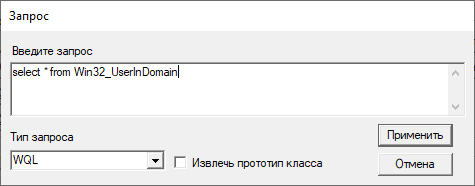 Запрос
Введите запрос
select * from Win32_UserInDomain
Тип запроса
WQL
Извлечь прототип класса
Применить
Отмена